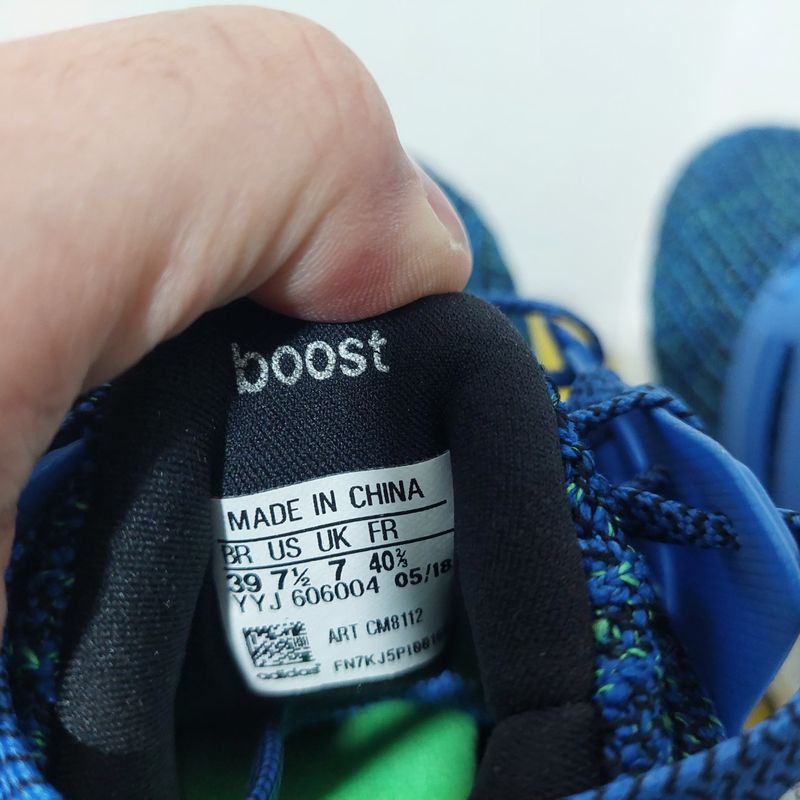 boost
MADE IN CHINA
BR US UK FR
39 7½ 7 40⅔
YYJ 606004 05/18
ART CM8112
adidas